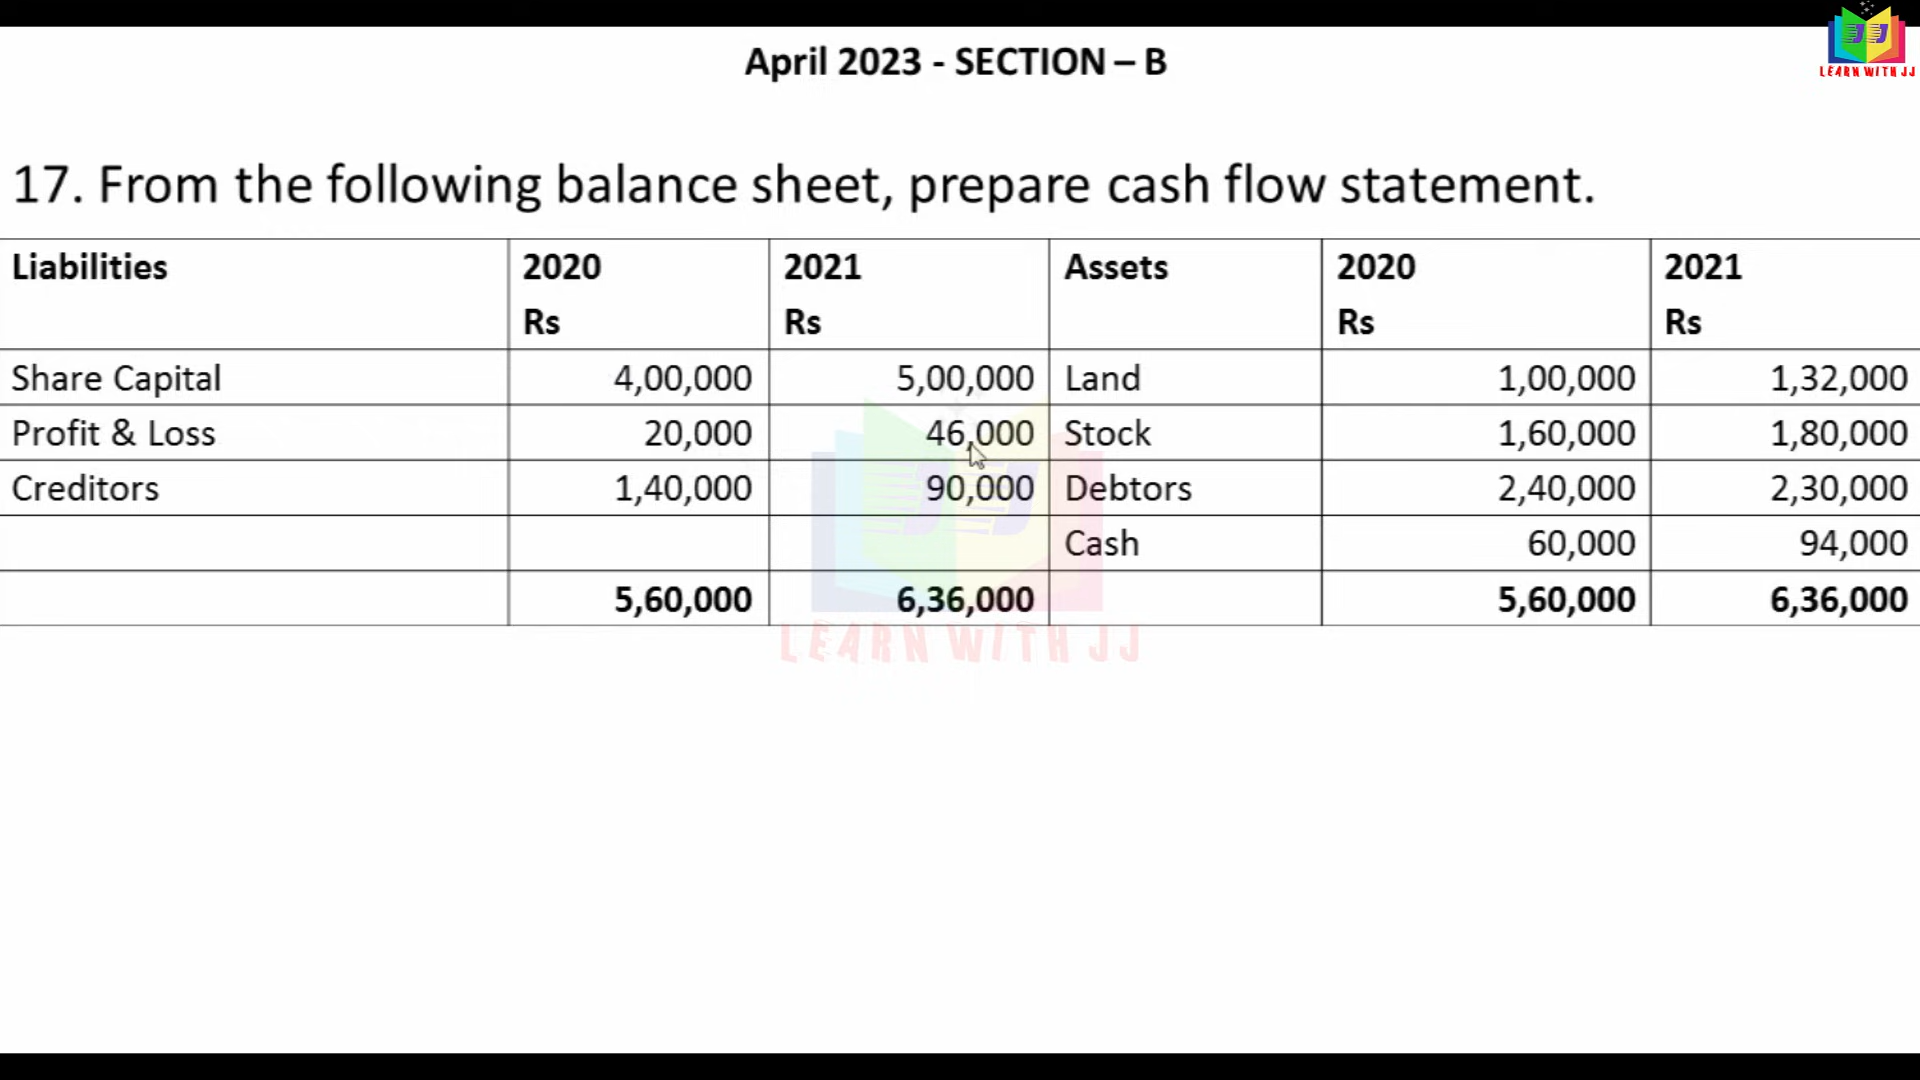 LEARN WITH JJ
April 2023 - SECTION – B
17. From the following balance sheet, prepare cash flow statement.
Liabilities 2020 Rs 2021 Rs Assets 2020 Rs 2021 Rs
Share Capital 4,00,000 5,00,000 Land 1,00,000 1,32,000
Profit & Loss 20,000 46,000 Stock 1,60,000 1,80,000
Creditors 1,40,000 90,000 Debtors 2,40,000 2,30,000
Cash 60,000 94,000
5,60,000 6,36,000 5,60,000 6,36,000
LEARN WITH JJ